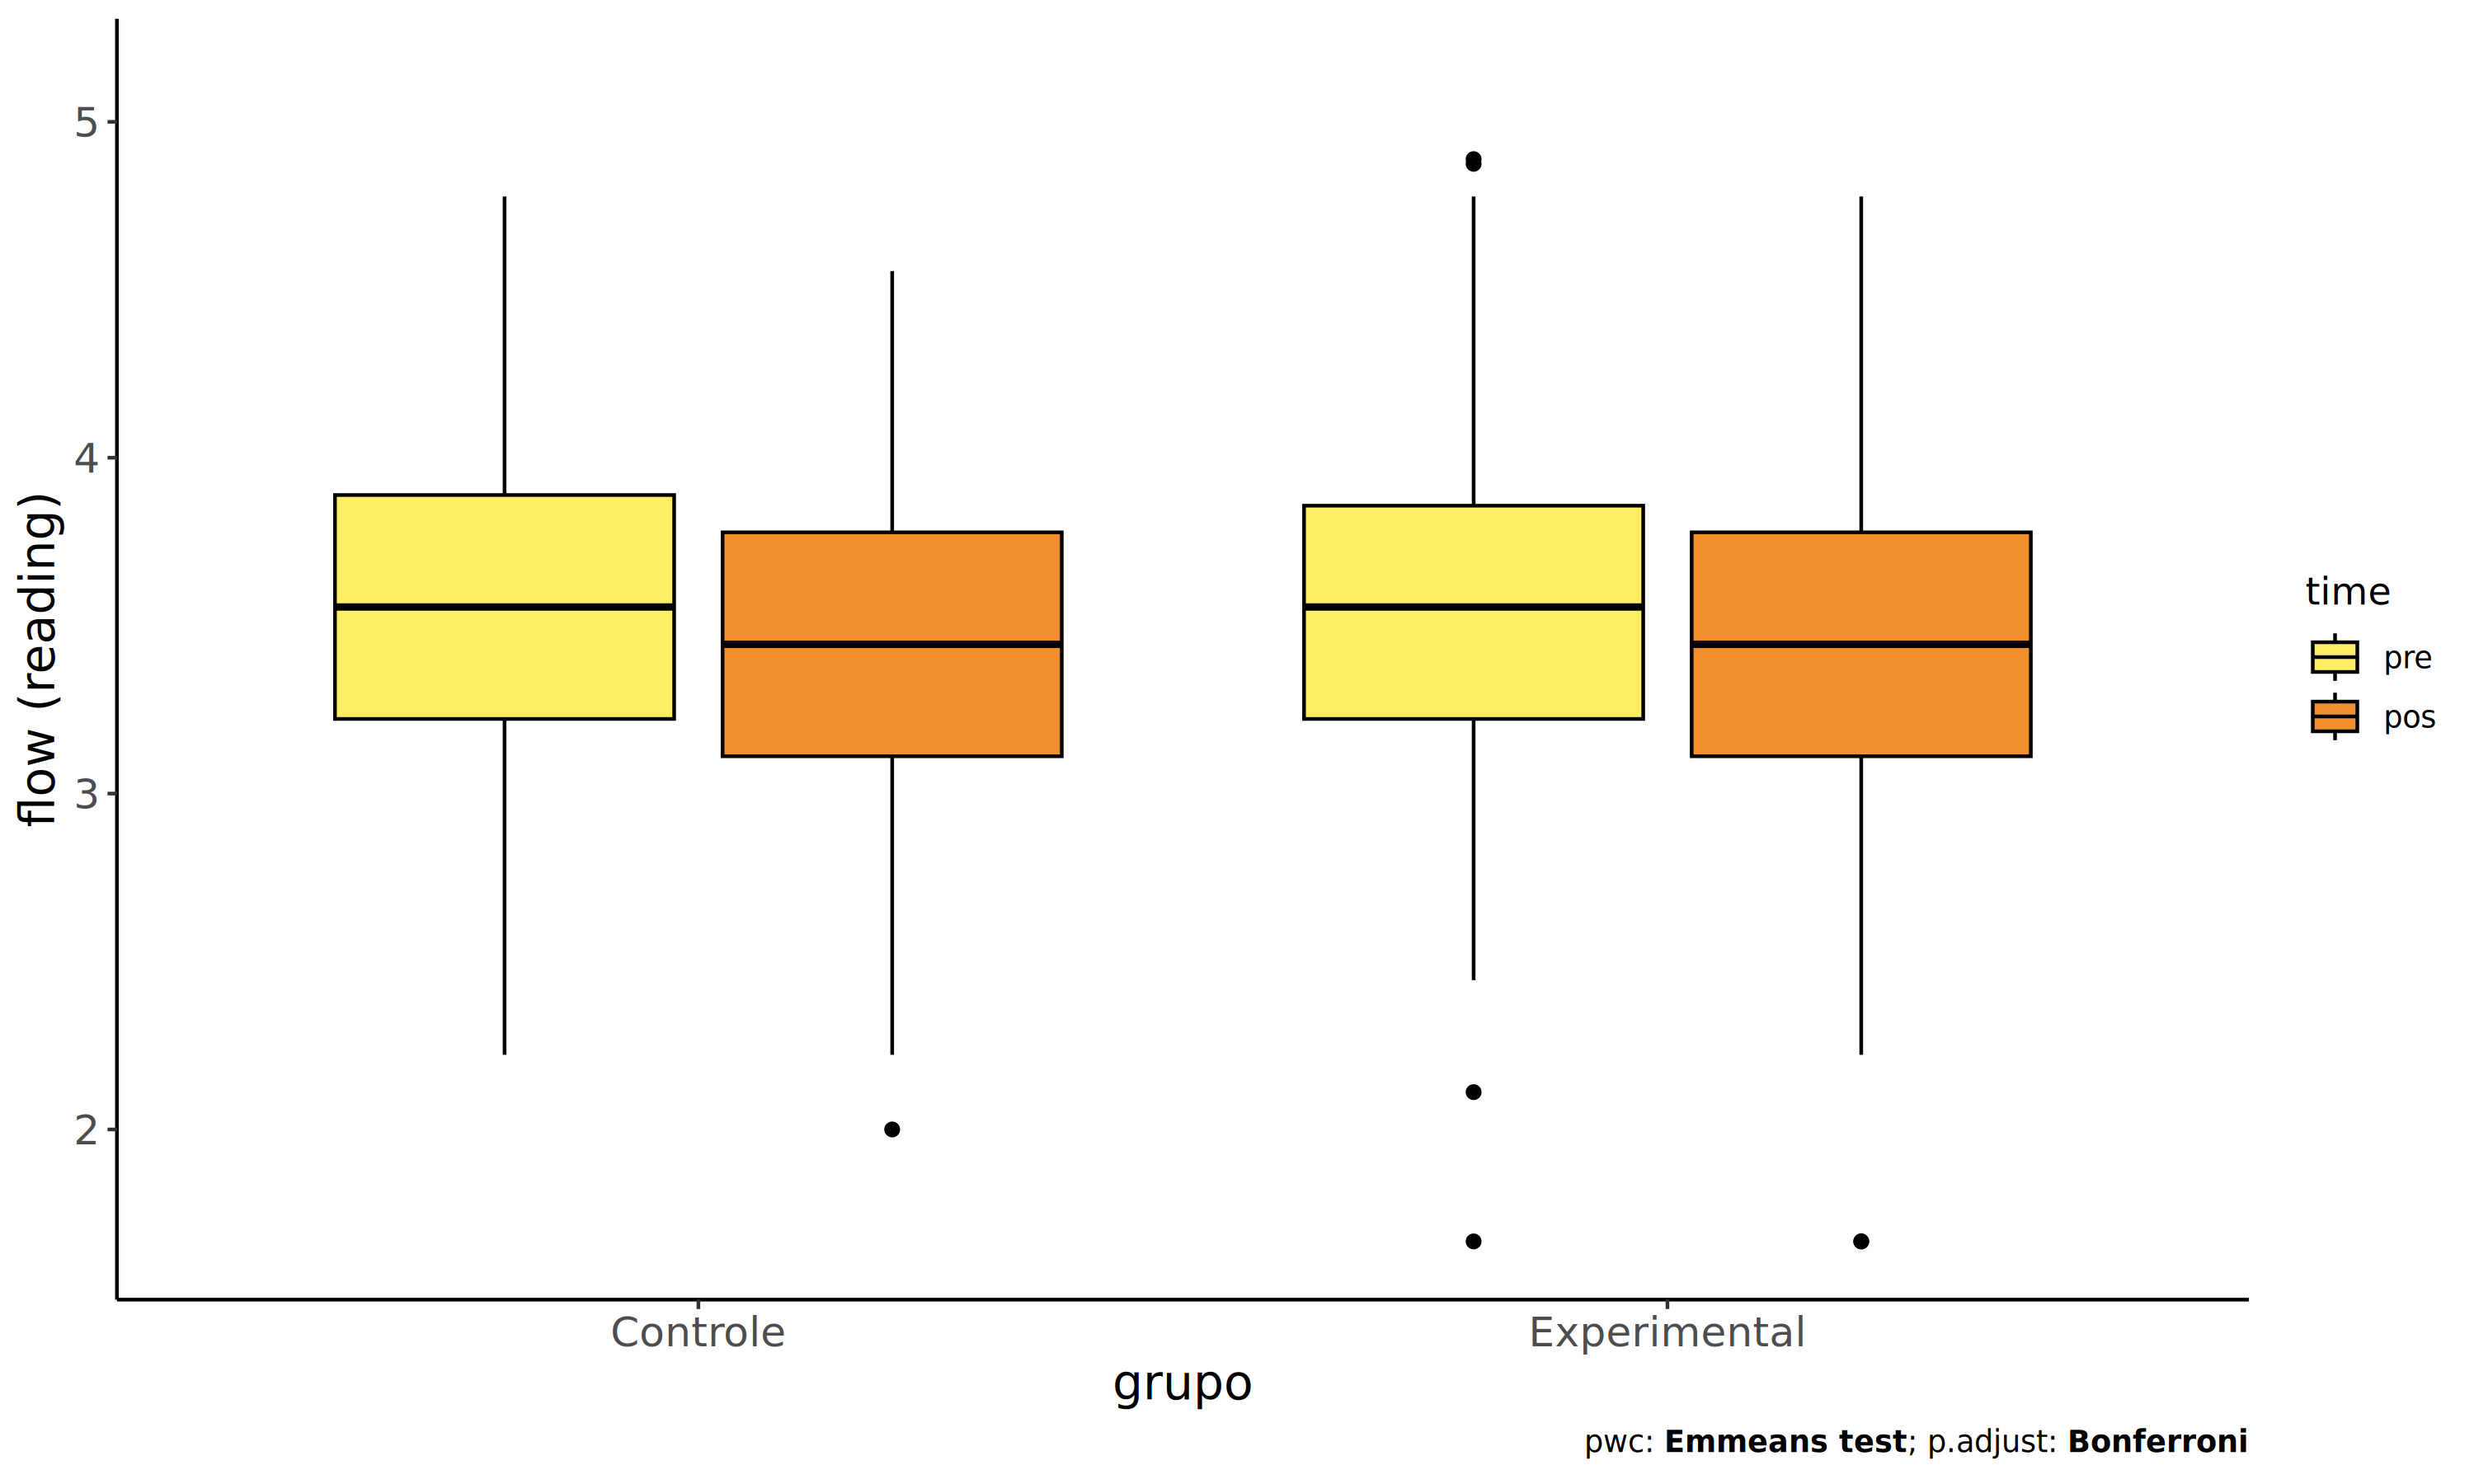 flow (reading)
5
4
3
2
Controle
Experimental
grupo
time
pre
pos
pwc: Emmeans test; p.adjust: Bonferroni